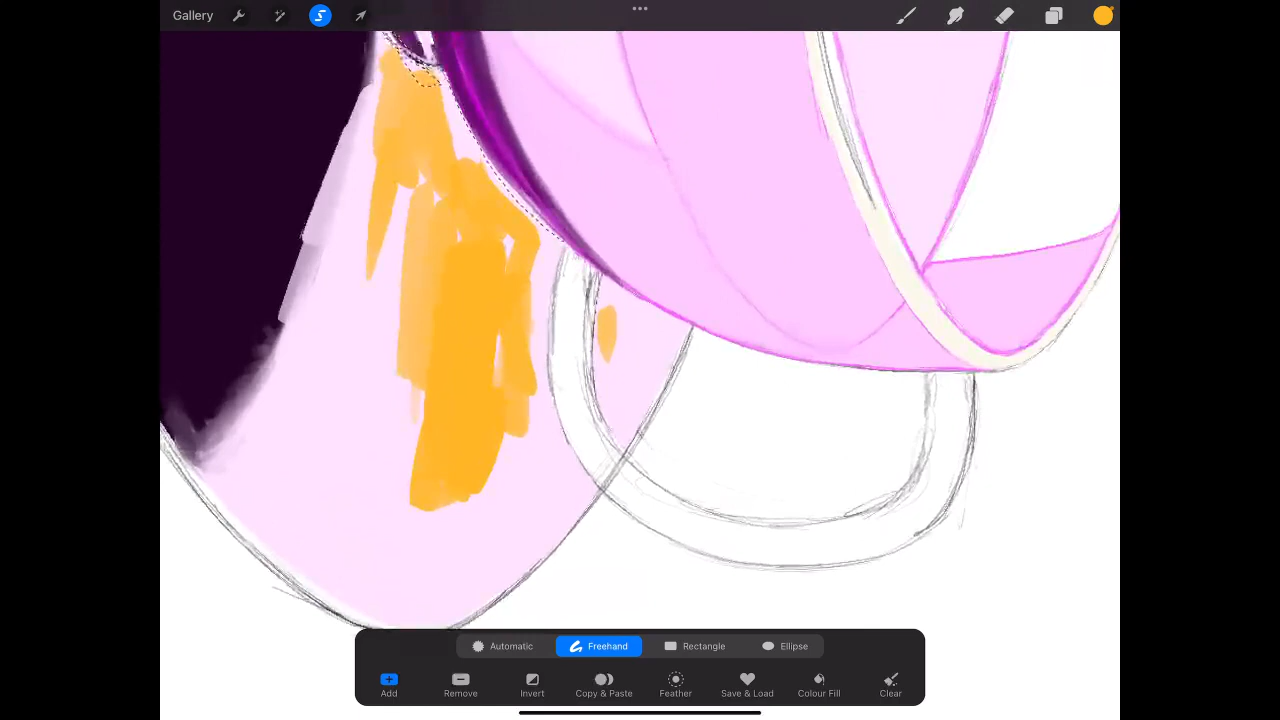 Gallery
Automatic Freehand Rectangle Ellipse
Add Remove Invert Copy & Paste Feather Save & Load Colour Fill Clear